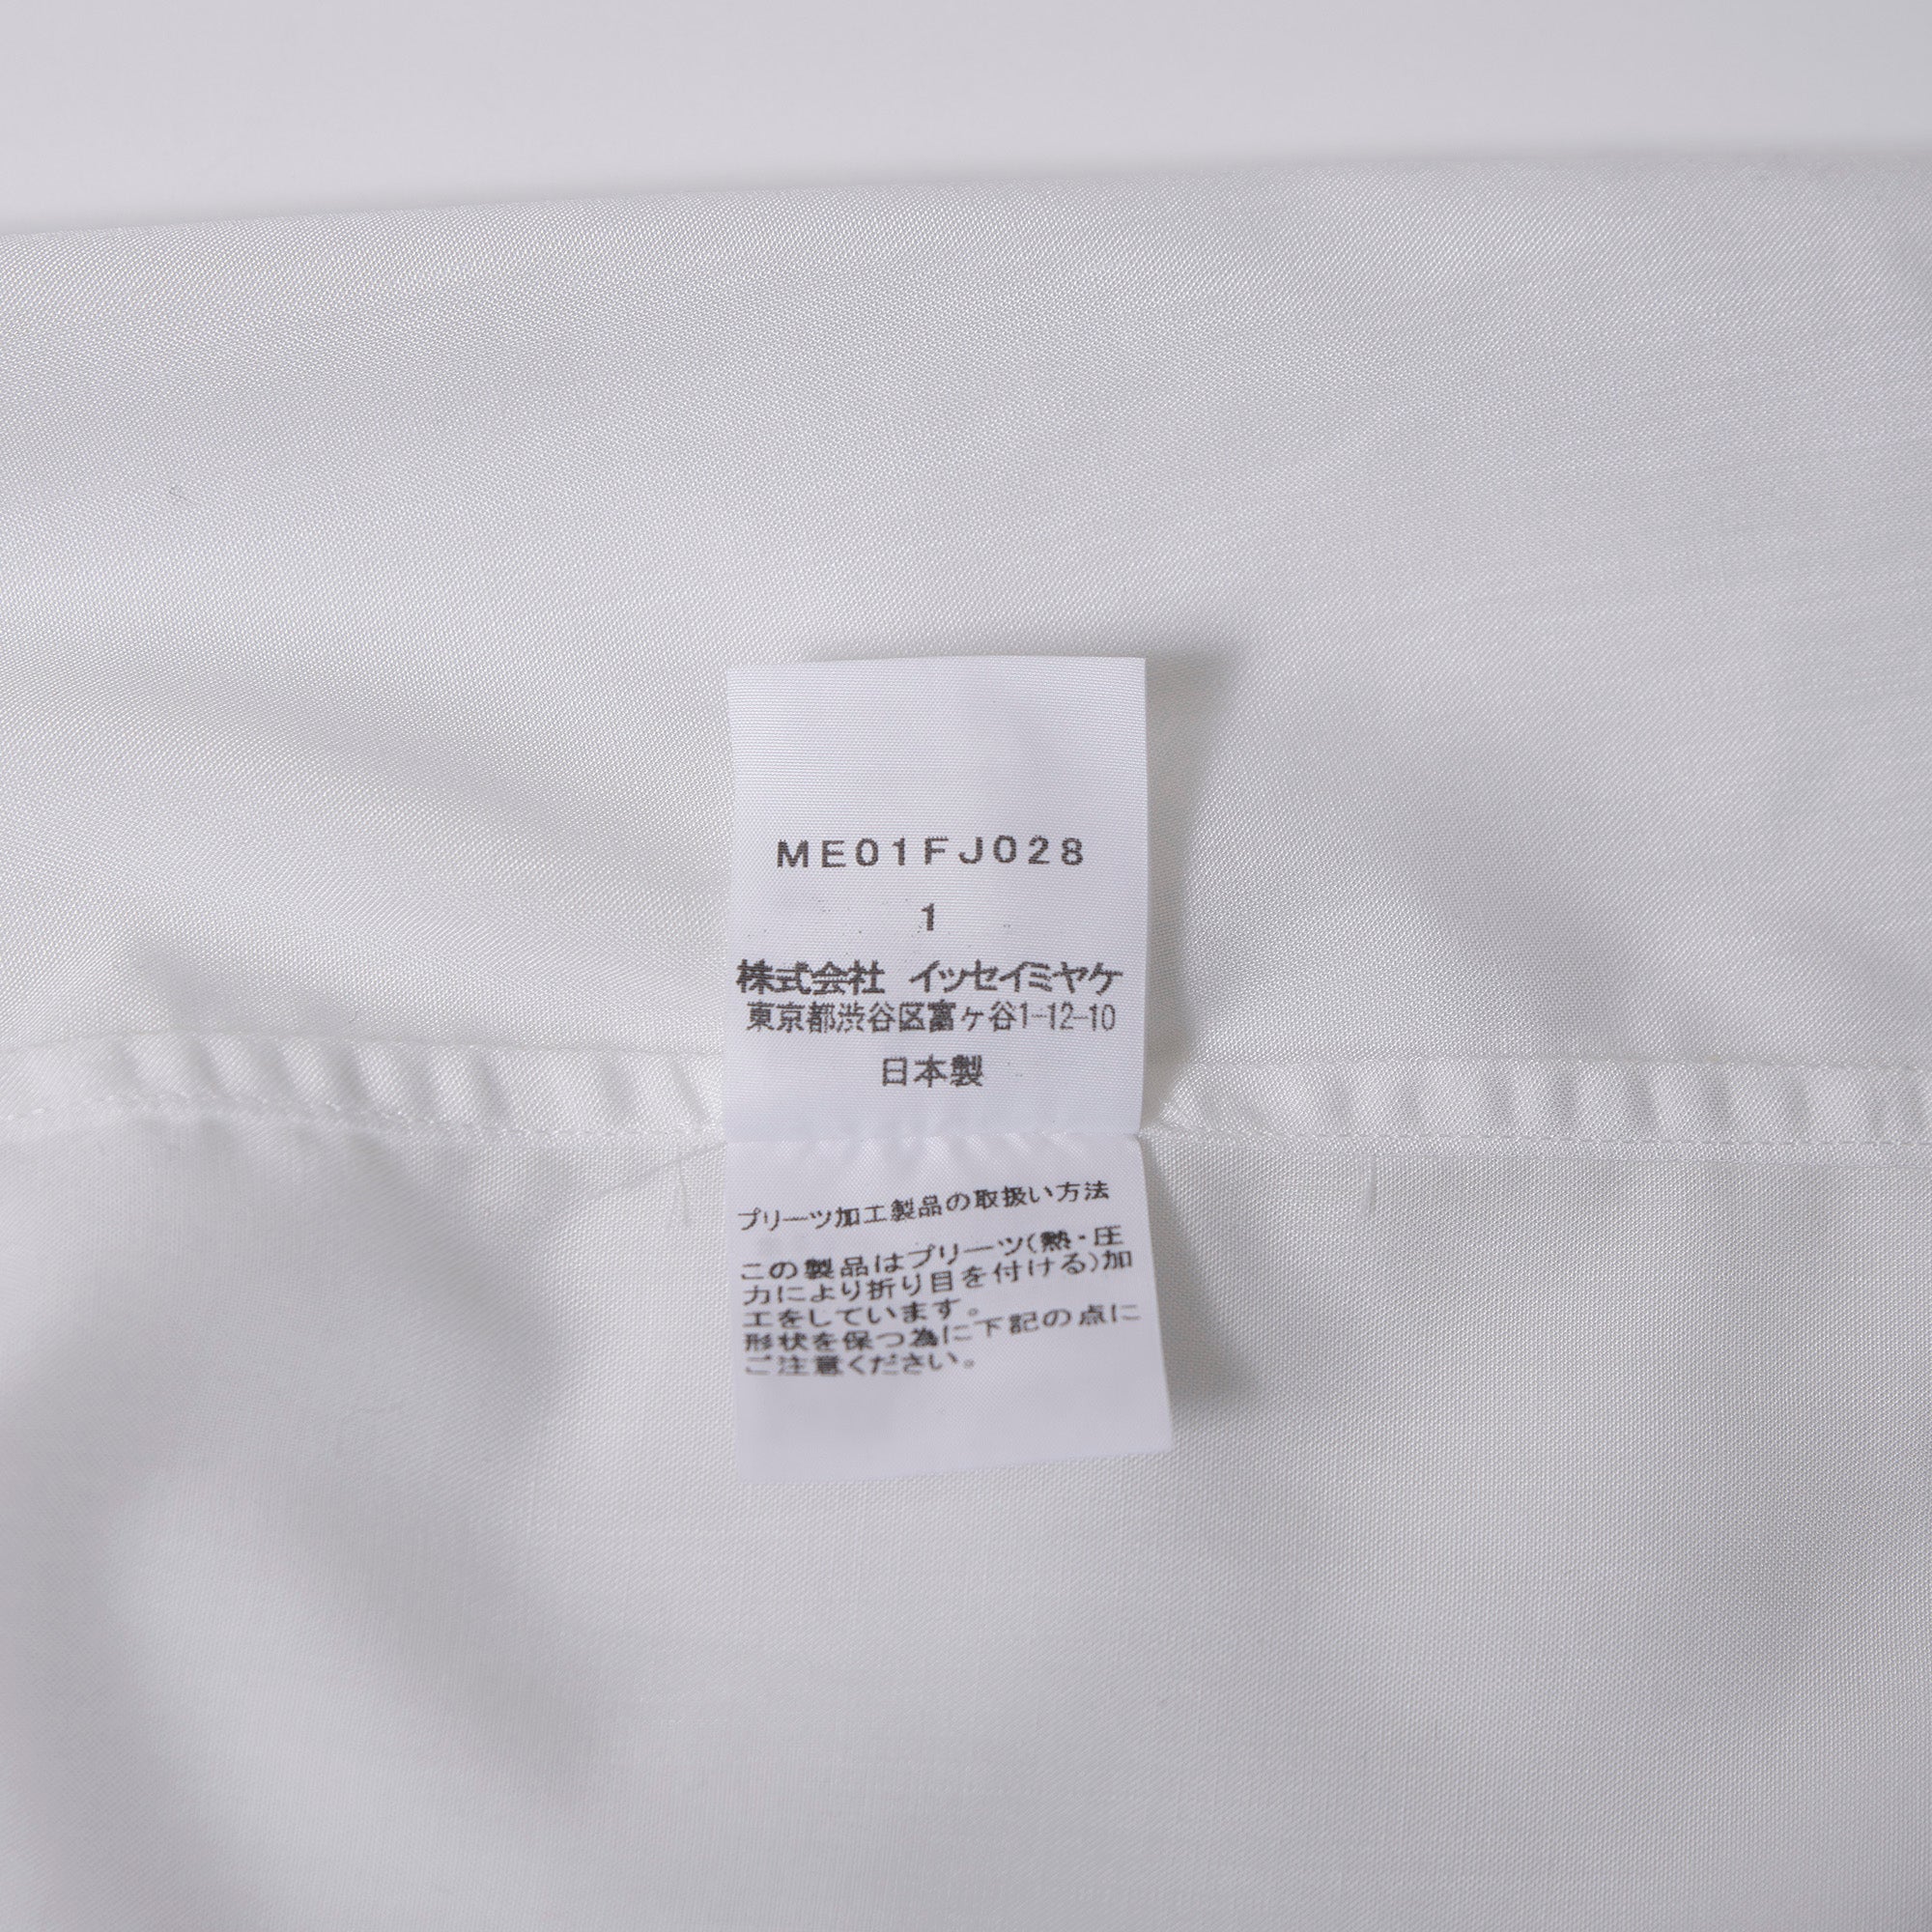 ME01FJ028
1
株式会社 イッセイミヤケ
東京都渋谷区富ヶ谷1-12-10
日本製
プリーツ加工製品の取扱い方法
この製品はプリーツ(熱・圧
力により折り目を付ける)加
工をしています。
形状を保つ為に下記の点に
ご注意ください。